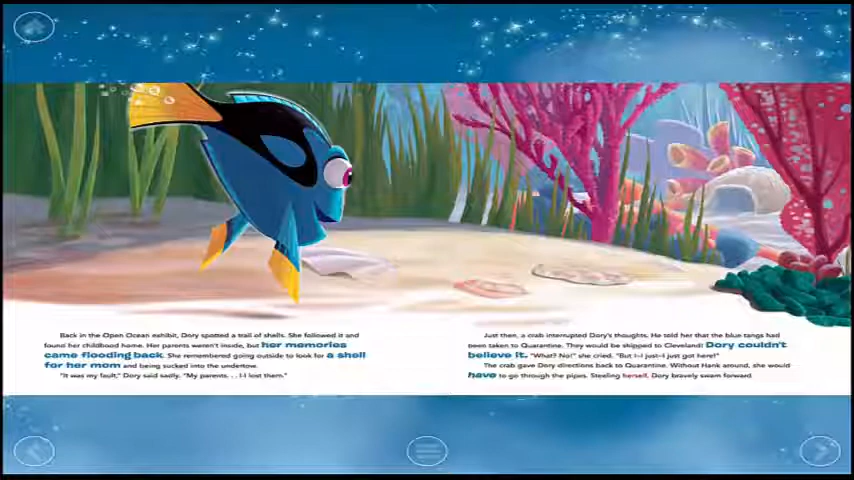 Back in the Open Ocean exhibit, Dory spotted a trail of shells. She followed it and
found her childhood home. Her parents weren't inside, but her memories
came flooding back. She remembered going outside to look for a shell
for her mom and being sucked into the undertow.
"It was my fault," Dory said sadly. "My parents . . . I-I lost them."
Just then, a crab interrupted Dory's thoughts. He told her that the blue tangs had
been taken to Quarantine. They would be shipped to Cleveland! Dory couldn't
believe it. "What? No!" she cried. "But I—I just—I just got here!"
The crab gave Dory directions back to Quarantine. Without Hank around, she would
have to go through the pipes. Steeling herself, Dory bravely swam forward.